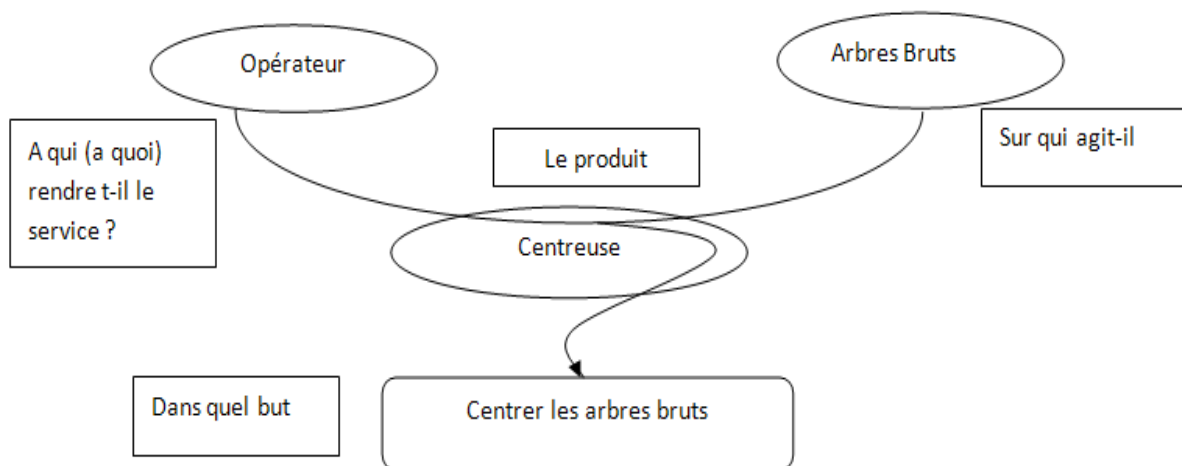 Opérateur
Arbres Bruts
A qui (a quoi)
rendre t-il le
service ?
Le produit
Sur qui agit-il
Centreuse
Dans quel but
Centrer les arbres bruts